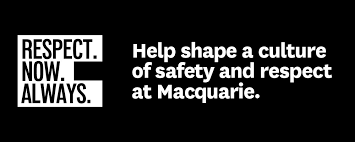 RESPECT.
NOW.
ALWAYS.
Help shape a culture
of safety and respect
at Macquarie.